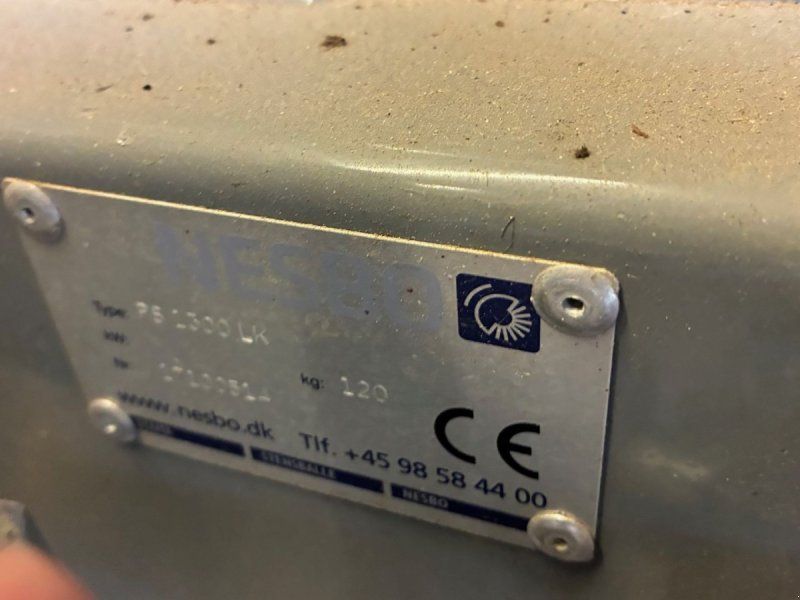 NESBO
Type: PS 1300 LK
kW:
Nr. kg: 120
www.nesbo.dk Tlf. +45 98 58 44 00
CE
STENSBALLE NESBO